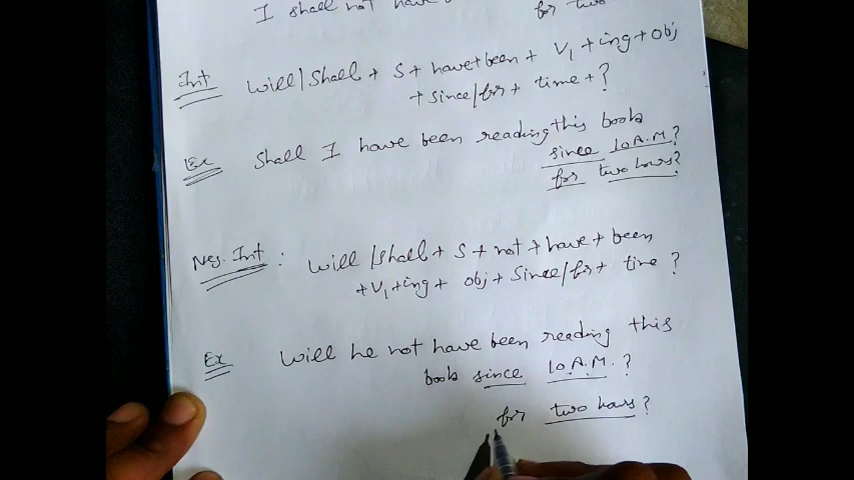 I shall not have
for two
Int Will/Shall + S + have + been + V1 + ing + obj
+ since/for + time + ?
Ex Shall I have been reading this book
since 10 A.M.?
for two hours?
Neg. Int : Will/shall + S + not + have + been
+ V1 + ing + obj + Since/for + time ?
Ex Will he not have been reading this
book since 10 A.M. ?
for two hours ?